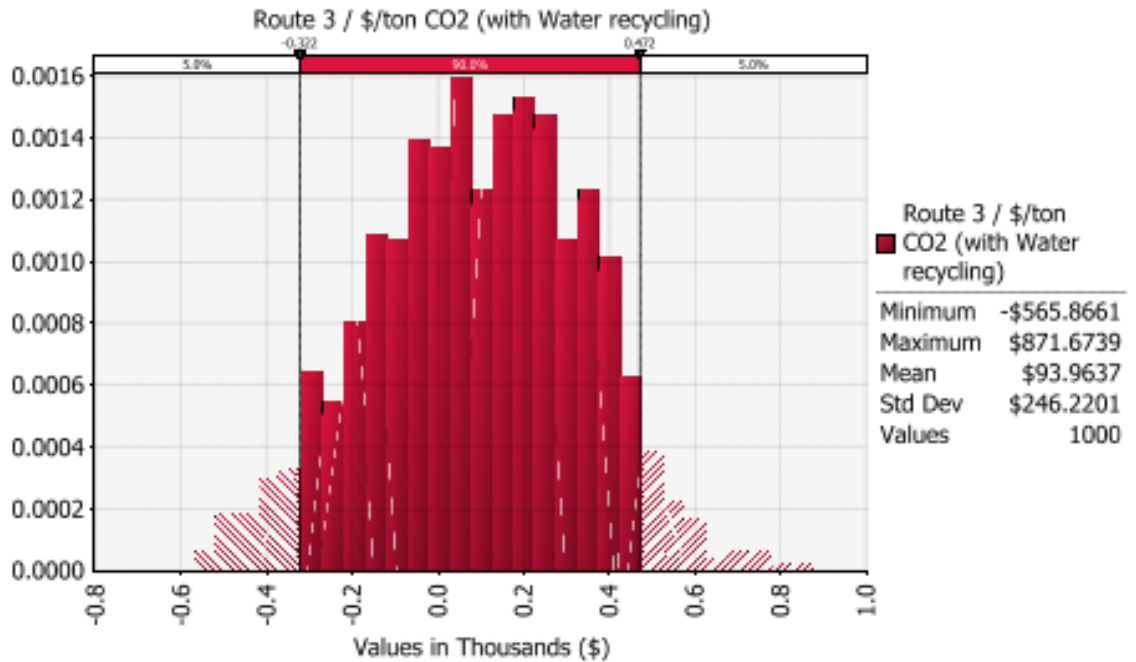 Route 3 / $/ton CO2 (with Water recycling)
-0.322
0.472
5.0%
90.0%
5.0%
0.0016
0.0014
0.0012
0.0010
0.0008
0.0006
0.0004
0.0002
0.0000
-0.8
-0.6
-0.4
-0.2
0.0
0.2
0.4
0.6
0.8
1.0
Values in Thousands ($)
Route 3 / $/ton
CO2 (with Water
recycling)
Minimum -$565.8661
Maximum $871.6739
Mean $93.9637
Std Dev $246.2201
Values 1000